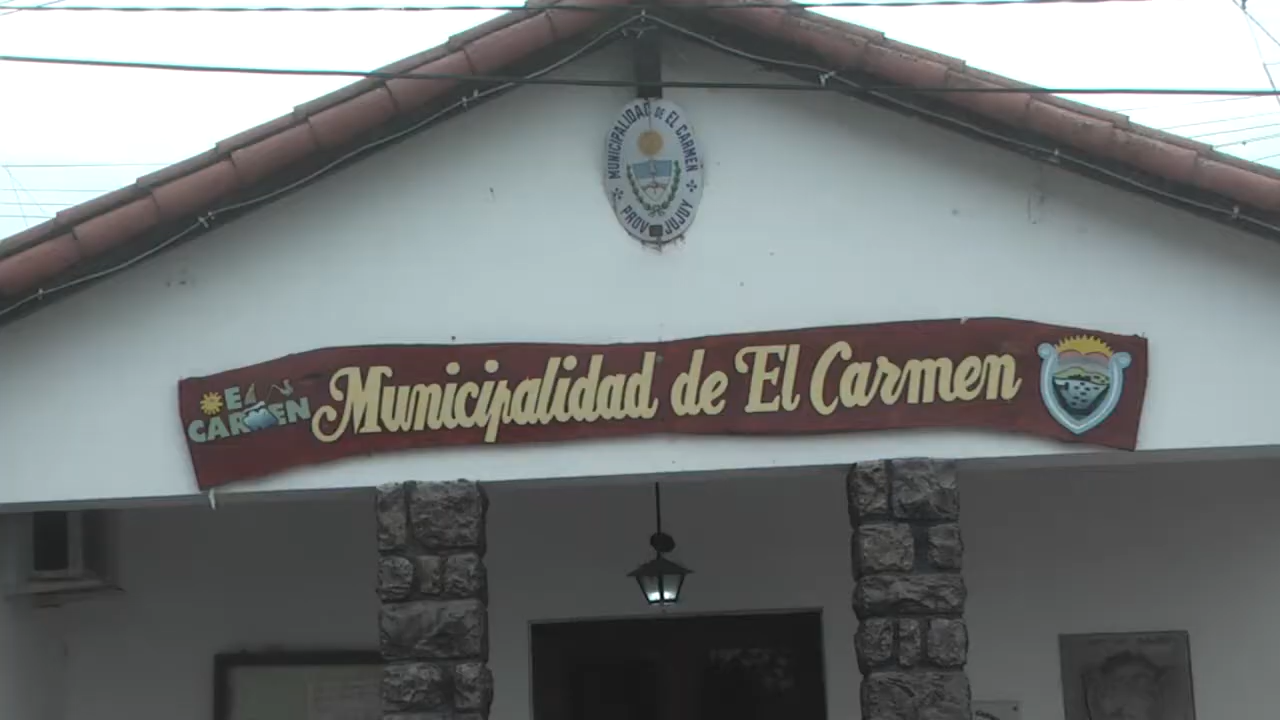 MUNICIPALIDAD DE EL CARMEN
PROV JUJUY
EL
CARMEN
Municipalidad de El Carmen